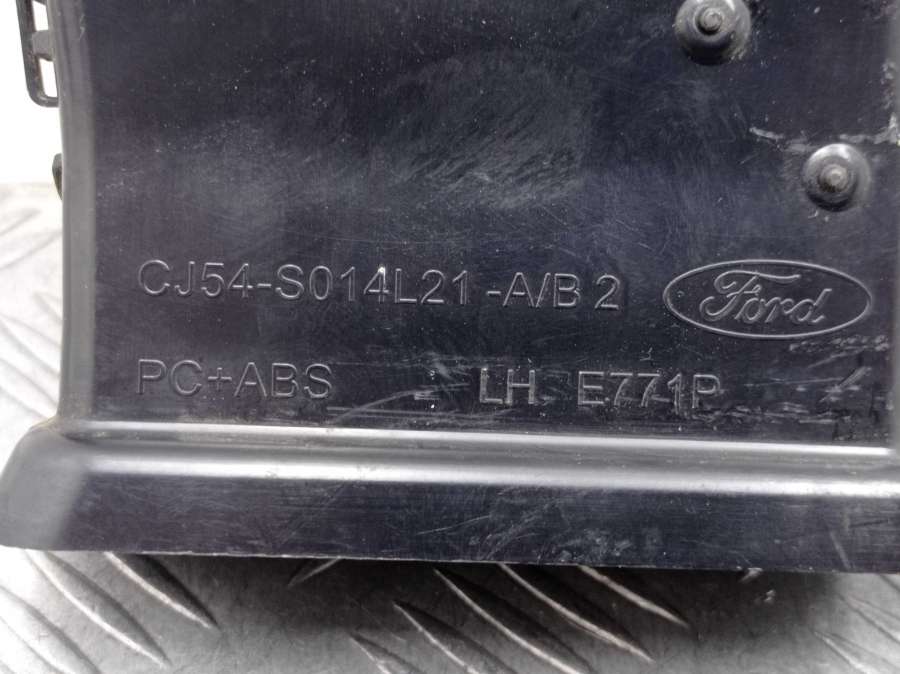 CJ54-S014L21 -A/B 2
Ford
PC+ABS - LH E771P